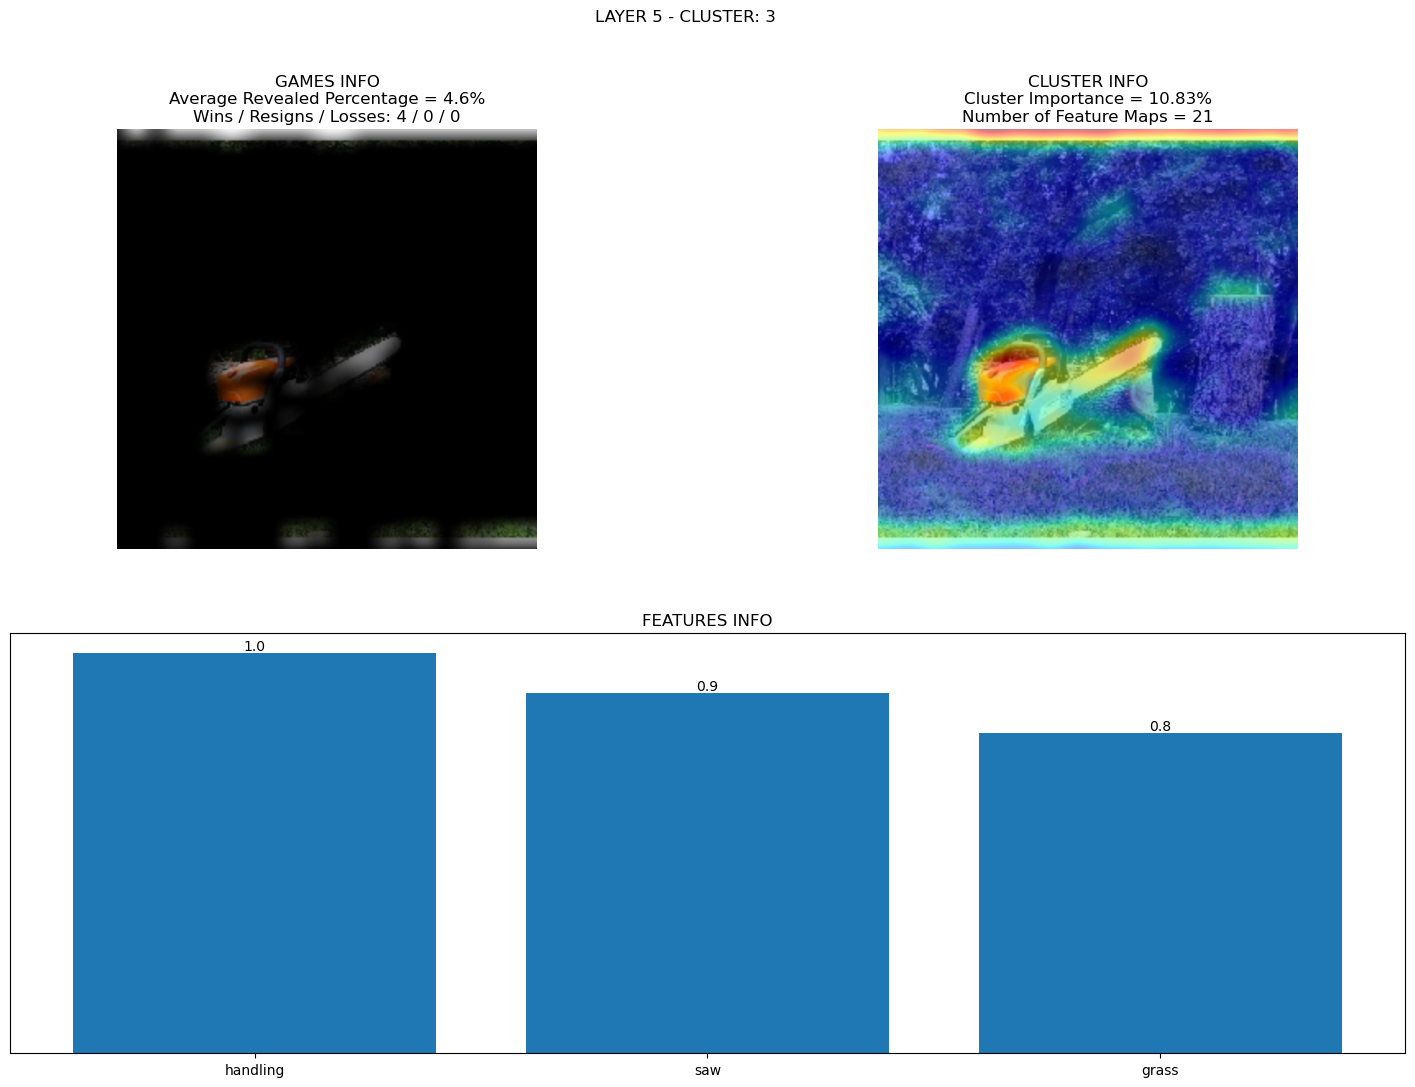 LAYER 5 - CLUSTER: 3
GAMES INFO
Average Revealed Percentage = 4.6%
Wins / Resigns / Losses: 4 / 0 / 0
CLUSTER INFO
Cluster Importance = 10.83%
Number of Feature Maps = 21
FEATURES INFO
1.0
0.9
0.8
handling
saw
grass